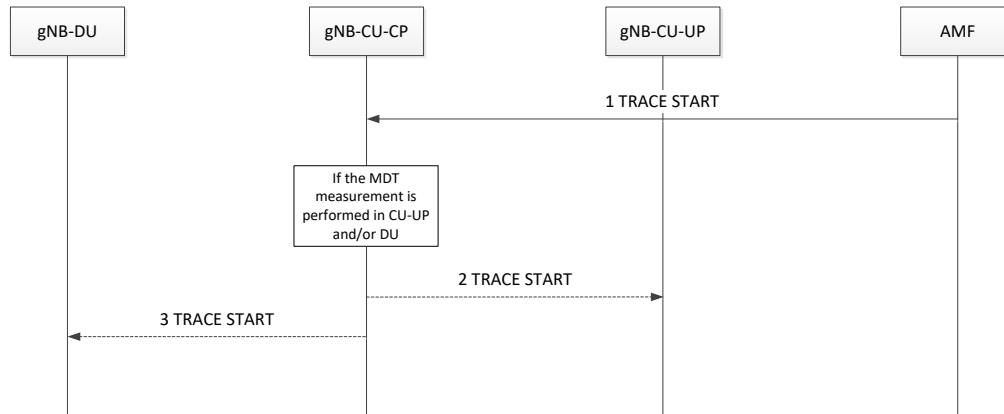 gNB-DU
gNB-CU-CP
gNB-CU-UP
AMF
1 TRACE START
If the MDT
measurement is
performed in CU-UP
and/or DU
2 TRACE START
3 TRACE START